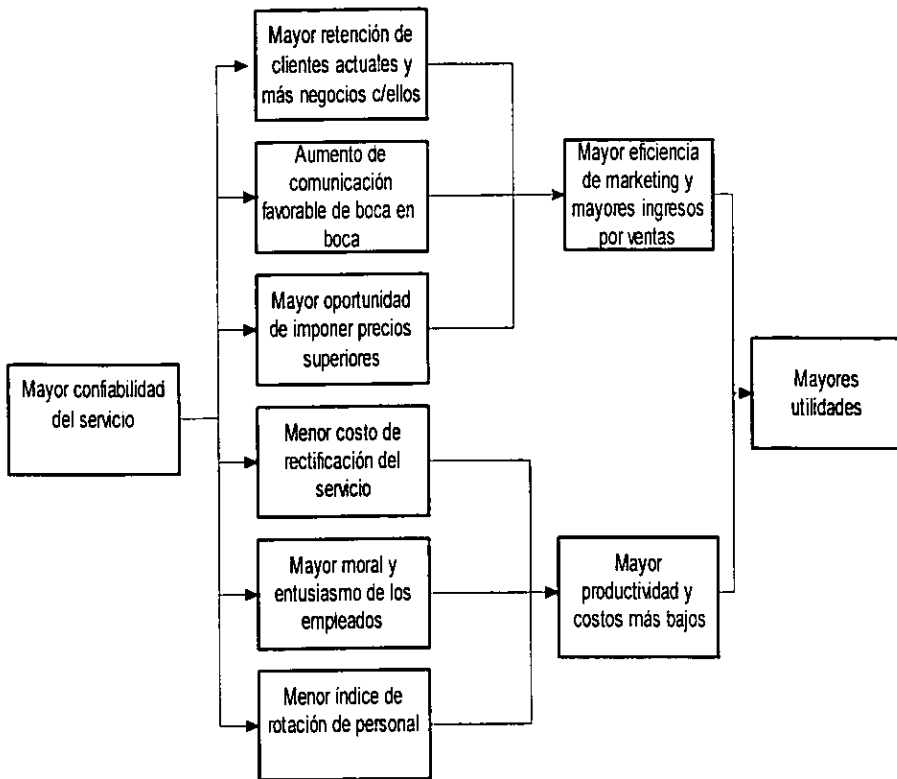 Mayor retención de
clientes actuales y
más negocios c/ellos
Aumento de
comunicación
favorable de boca en
boca
Mayor oportunidad
de imponer precios
superiores
Mayor confiabilidad
del servicio
Menor costo de
rectificación del
servicio
Mayor moral y
entusiasmo de los
empleados
Menor índice de
rotación de personal
Mayor eficiencia
de marketing y
mayores ingresos
por ventas
Mayor
productividad y
costos más bajos
Mayores
utilidades